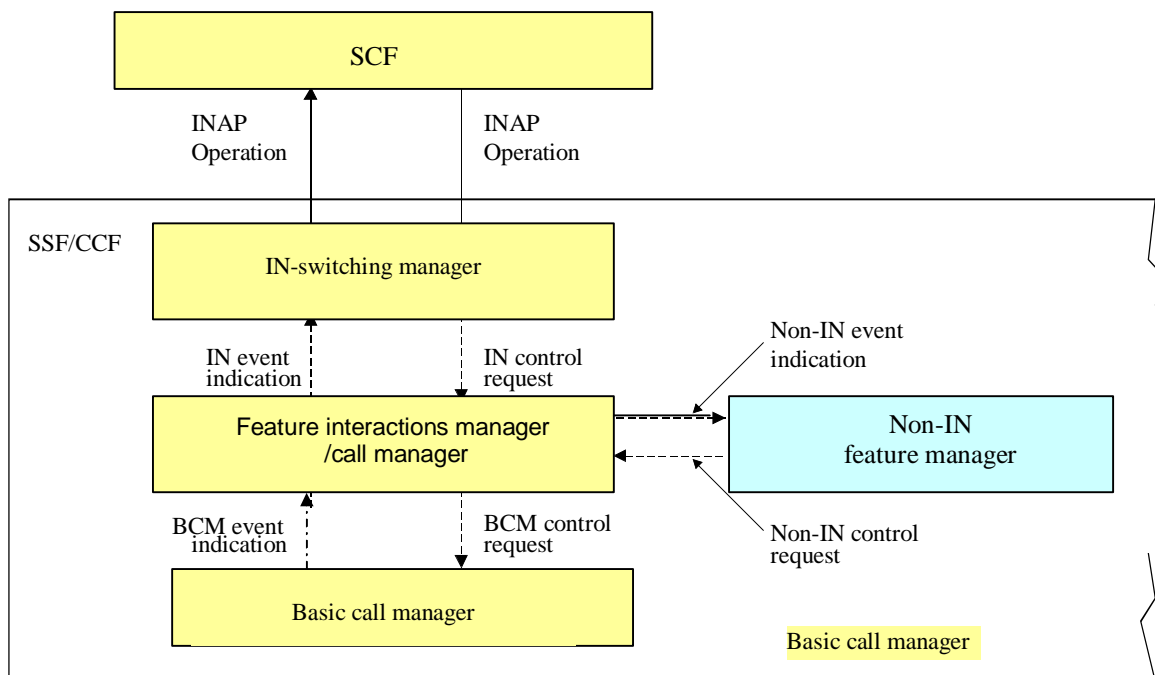 SCF
INAP
Operation
INAP
Operation
SSF/CCF
IN-switching manager
IN event
indication
IN control
request
Non-IN event
indication
Feature interactions manager
/call manager
Non-IN
feature manager
BCM event
indication
BCM control
request
Non-IN control
request
Basic call manager
Basic call manager